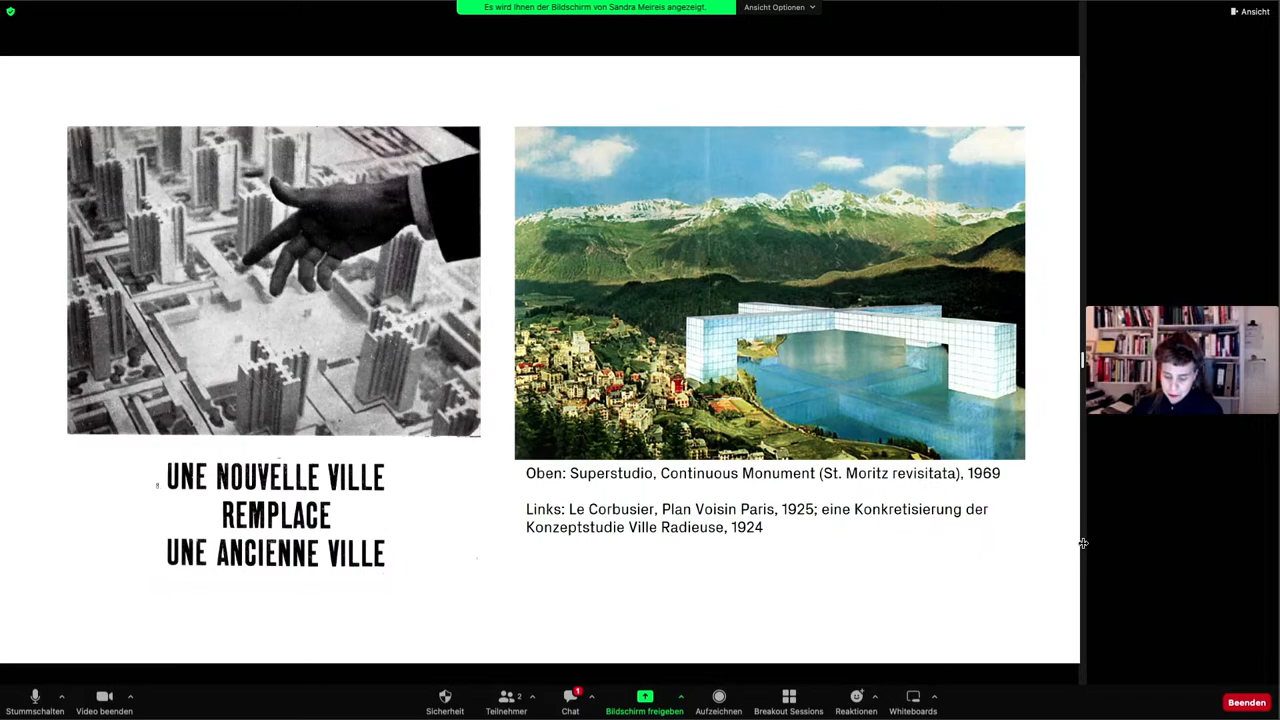 Es wird Ihnen der Bildschirm von Sandra Meireis angezeigt.
Ansicht Optionen
Ansicht
UNE NOUVELLE VILLE
REMPLACE
UNE ANCIENNE VILLE
Oben: Superstudio, Continuous Monument (St. Moritz revisitata), 1969
Links: Le Corbusier, Plan Voisin Paris, 1925; eine Konkretisierung der
Konzeptstudie Ville Radieuse, 1924
Stummschalten
Video beenden
Sicherheit
Teilnehmer
2
Chat
1
Bildschirm freigeben
Aufzeichnen
Breakout Sessions
Reaktionen
Whiteboards
Beenden